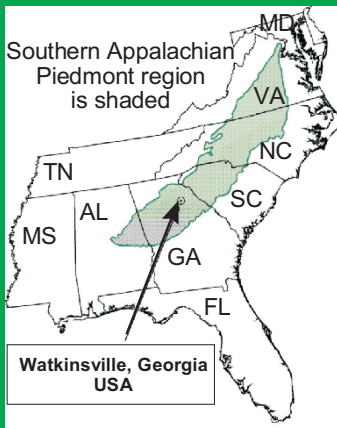 MD
Southern Appalachian
Piedmont region
is shaded
VA
NC
TN
SC
AL
MS
GA
FL
Watkinsville, Georgia
USA